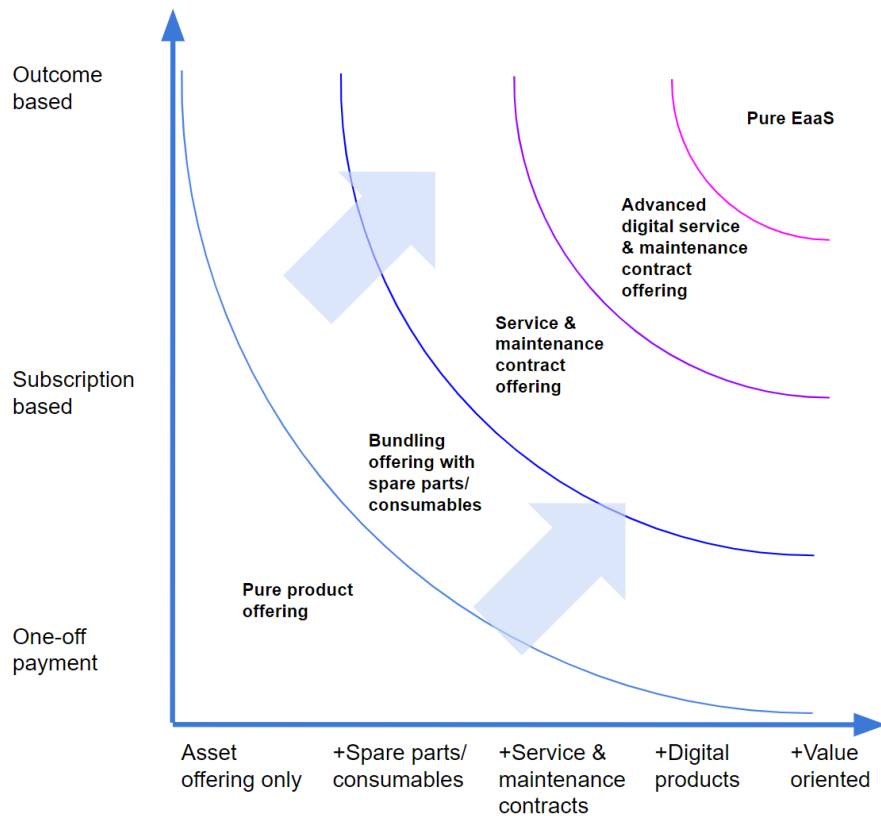 Outcome
based
Pure EaaS
Advanced
digital service
& maintenance
contract
offering
Service &
maintenance
contract
offering
Subscription
based
Bundling
offering with
spare parts/
consumables
Pure product
offering
One-off
payment
Asset
offering only
+Spare parts/
consumables
+Service &
maintenance
contracts
+Digital
products
+Value
oriented